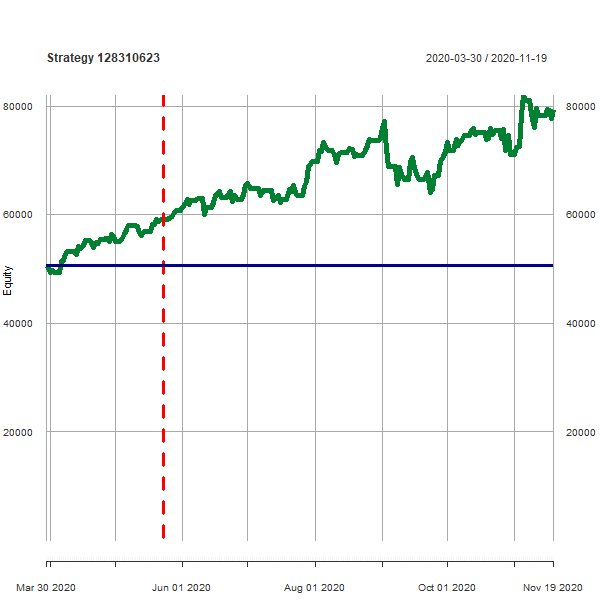 Strategy 128310623
2020-03-30 / 2020-11-19
80000
80000
60000
60000
Equity
40000
40000
20000
20000
Mar 30 2020
Jun 01 2020
Aug 01 2020
Oct 01 2020
Nov 19 2020